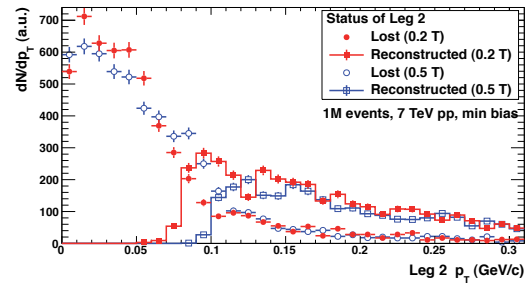 dN/dp_T (a.u.)
700
600
500
400
300
200
100
0
Status of Leg 2
Lost (0.2 T)
Reconstructed (0.2 T)
Lost (0.5 T)
Reconstructed (0.5 T)
1M events, 7 TeV pp, min bias
0 0.05 0.1 0.15 0.2 0.25 0.3
Leg 2 p_T (GeV/c)